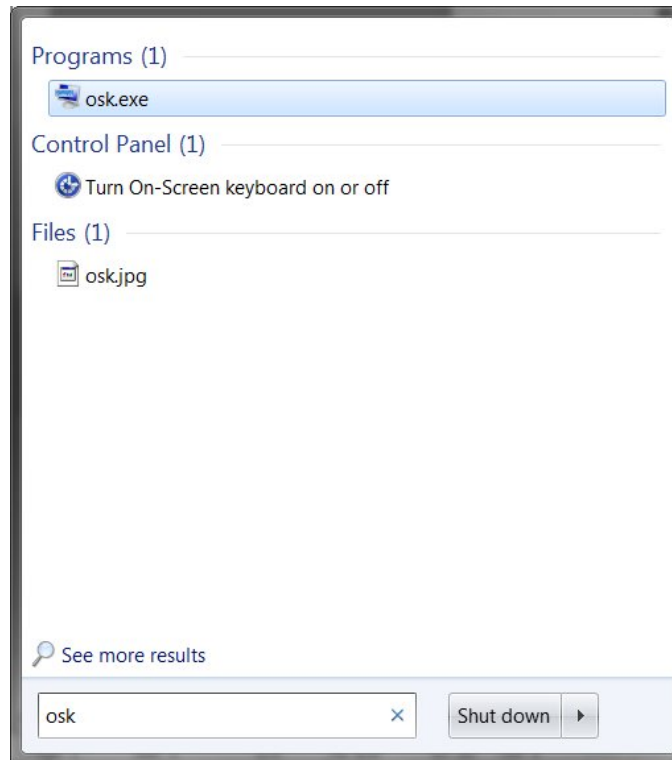 Programs (1)
osk.exe
Control Panel (1)
Turn On-Screen keyboard on or off
Files (1)
osk.jpg
See more results
osk
Shut down